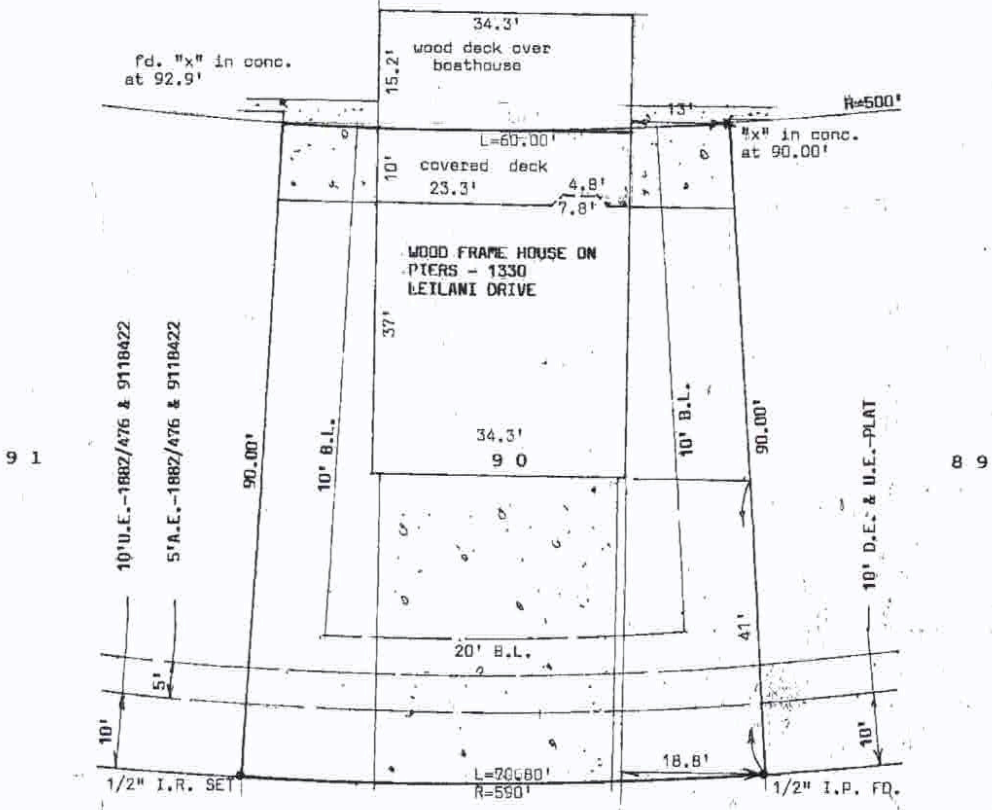 34.3'
wood deck over
boathouse
15.2'
fd. "x" in conc.
at 92.9'
13'
R=500'
"x" in conc.
at 90.00'
L=60.00'
covered deck
10'
23.3'
4.8'
7.8'
WOOD FRAME HOUSE ON
PIERS - 1330
LEILANI DRIVE
37'
10'U.E.-1882/476 & 9118422
5'A.E.-1882/476 & 9118422
90.00'
10' B.L.
34.3'
9 0
10' B.L.
90.00'
10' D.E. & U.E.-PLAT
9 1
8 9
41'
20' B.L.
5'
10'
10'
18.8'
1/2" I.R. SET
R=590'
1/2" I.P. FD.